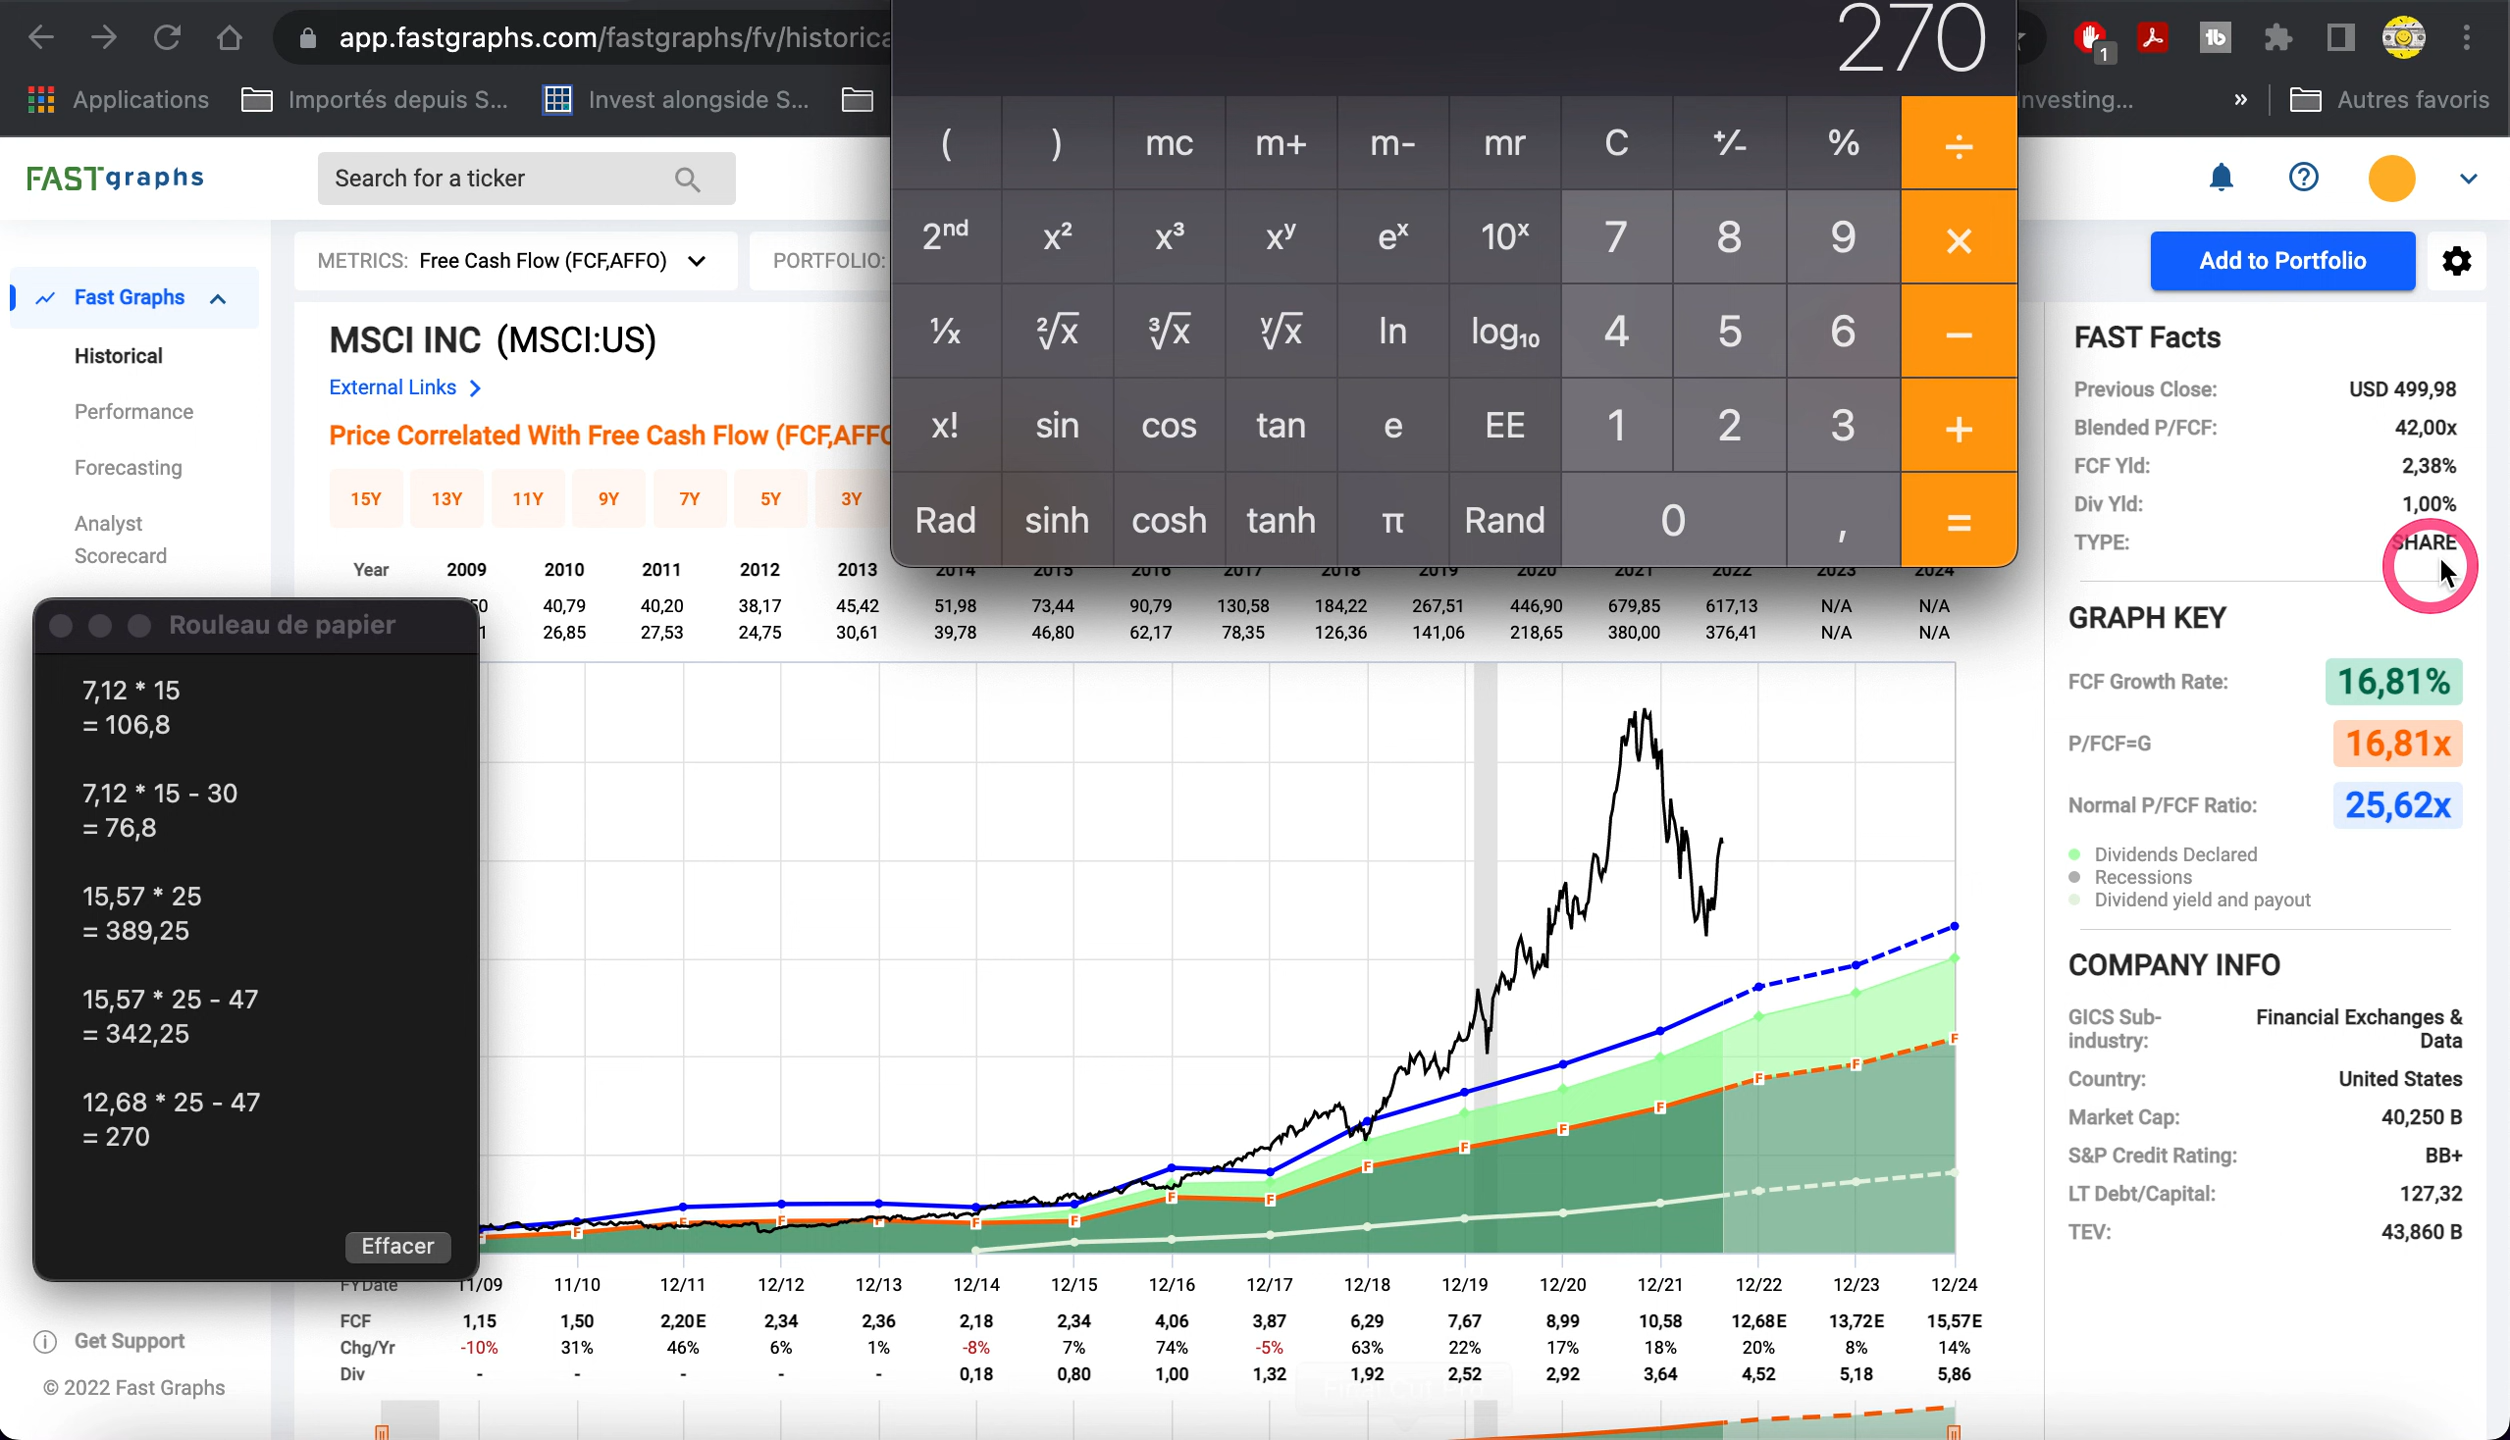 app.fastgraphs.com/fastgraphs/fv/historica
270
1
Applications
Importés depuis S...
Invest alongside S...
nvesting...
»
Autres favoris
( ) mc m+ m- mr C +/- % ÷
2nd x² x³ xʸ eˣ 10ˣ 7 8 9 ×
1/x ²√x ³√x ʸ√x ln log₁₀ 4 5 6 −
x! sin cos tan e EE 1 2 3 +
Rad sinh cosh tanh π Rand 0 , =
FASTgraphs
Search for a ticker
METRICS: Free Cash Flow (FCF,AFFO)
PORTFOLIO:
Add to Portfolio
Fast Graphs
Historical
Performance
Forecasting
Analyst
Scorecard
MSCI INC (MSCI:US)
External Links
Price Correlated With Free Cash Flow (FCF,AFFO
15Y 13Y 11Y 9Y 7Y 5Y 3Y
Year 2009 2010 2011 2012 2013 2014 2015 2016 2017 2018 2019 2020 2021 2022 2023 2024
50 40,79 40,20 38,17 45,42 51,98 73,44 90,79 130,58 184,22 267,51 446,90 679,85 617,13 N/A N/A
1 26,85 27,53 24,75 30,61 39,78 46,80 62,17 78,35 126,36 141,06 218,65 380,00 376,41 N/A N/A
Rouleau de papier
7,12 * 15
= 106,8
7,12 * 15 - 30
= 76,8
15,57 * 25
= 389,25
15,57 * 25 - 47
= 342,25
12,68 * 25 - 47
= 270
Effacer
F F F F F F F F F F F F F F F
FYDate 11/09 11/10 12/11 12/12 12/13 12/14 12/15 12/16 12/17 12/18 12/19 12/20 12/21 12/22 12/23 12/24
FCF 1,15 1,50 2,20E 2,34 2,36 2,18 2,34 4,06 3,87 6,29 7,67 8,99 10,58 12,68E 13,72E 15,57E
Chg/Yr -10% 31% 46% 6% 1% -8% 7% 74% -5% 63% 22% 17% 18% 20% 8% 14%
Div - - - - - 0,18 0,80 1,00 1,32 1,92 2,52 2,92 3,64 4,52 5,18 5,86
Get Support
© 2022 Fast Graphs
FAST Facts
Previous Close: USD 499,98
Blended P/FCF: 42,00x
FCF Yld: 2,38%
Div Yld: 1,00%
TYPE: SHARE
GRAPH KEY
FCF Growth Rate: 16,81%
P/FCF=G 16,81x
Normal P/FCF Ratio: 25,62x
Dividends Declared
Recessions
Dividend yield and payout
COMPANY INFO
GICS Sub-
industry:
Financial Exchanges &
Data
Country: United States
Market Cap: 40,250 B
S&P Credit Rating: BB+
LT Debt/Capital: 127,32
TEV: 43,860 B